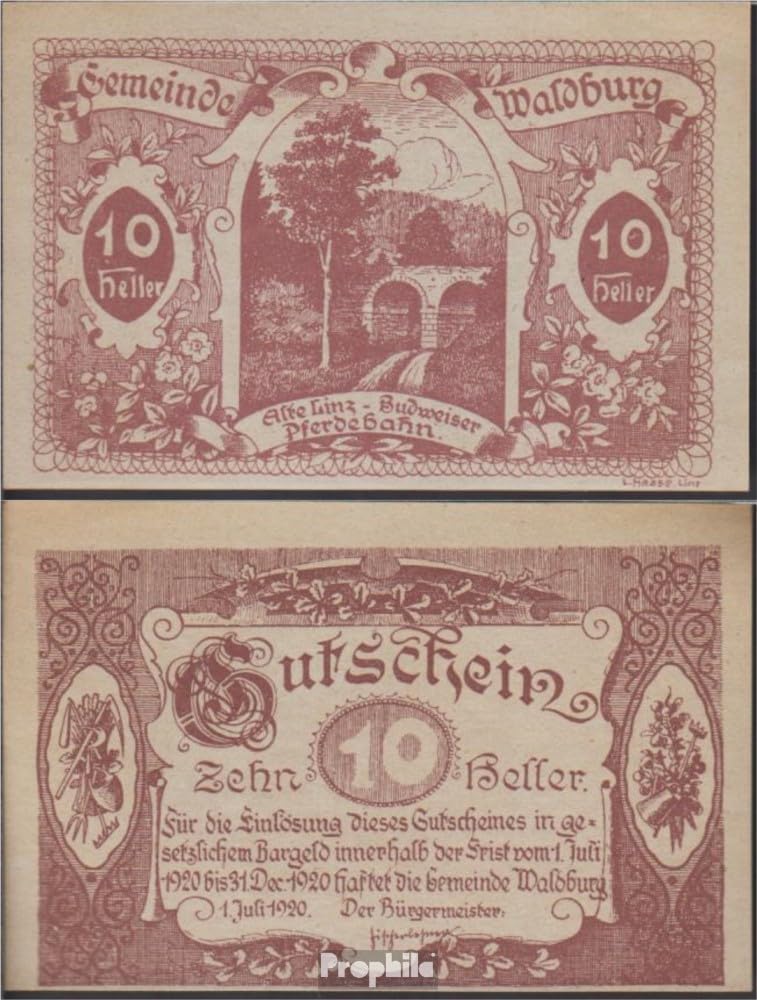 Gemeinde Waldburg
10 Heller
10 Heller
Alte Linz - Budweiser
Pferdebahn.
L. Haase. Linz
Gutschein
Zehn 10 Heller.
Für die Einlösung dieses Gutscheines in ge-
setzlichem Bargeld innerhalb der Frist vom 1. Juli
1920 bis 31. Dec. 1920 haftet die Gemeinde Waldburg
1. Juli 1920. Der Bürgermeister:
Prophila